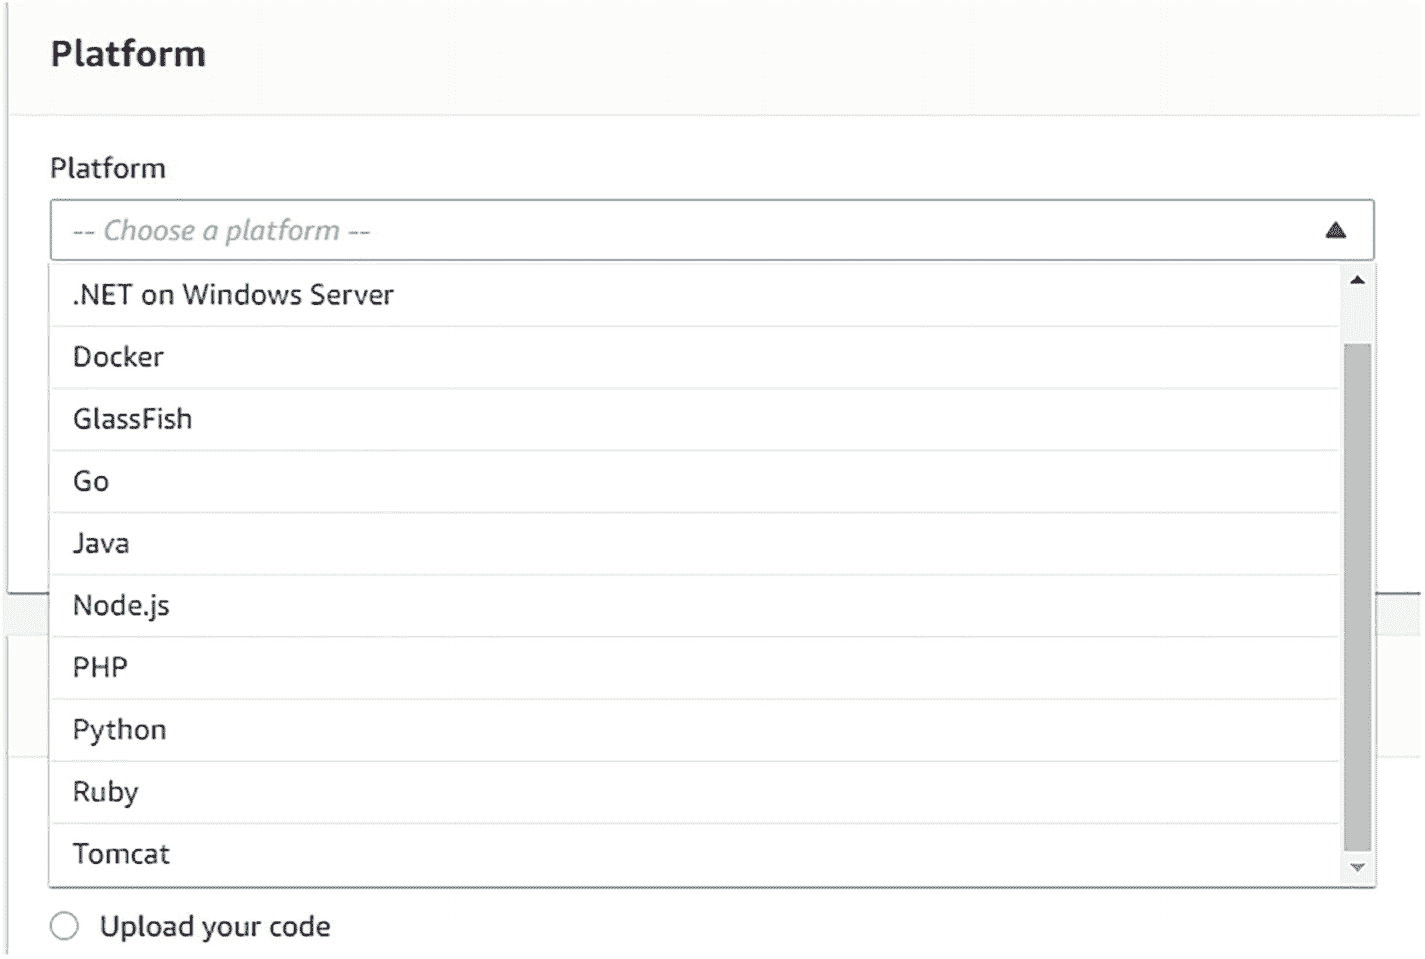 Platform
Platform
-- Choose a platform --
.NET on Windows Server
Docker
GlassFish
Go
Java
Node.js
PHP
Python
Ruby
Tomcat
Upload your code